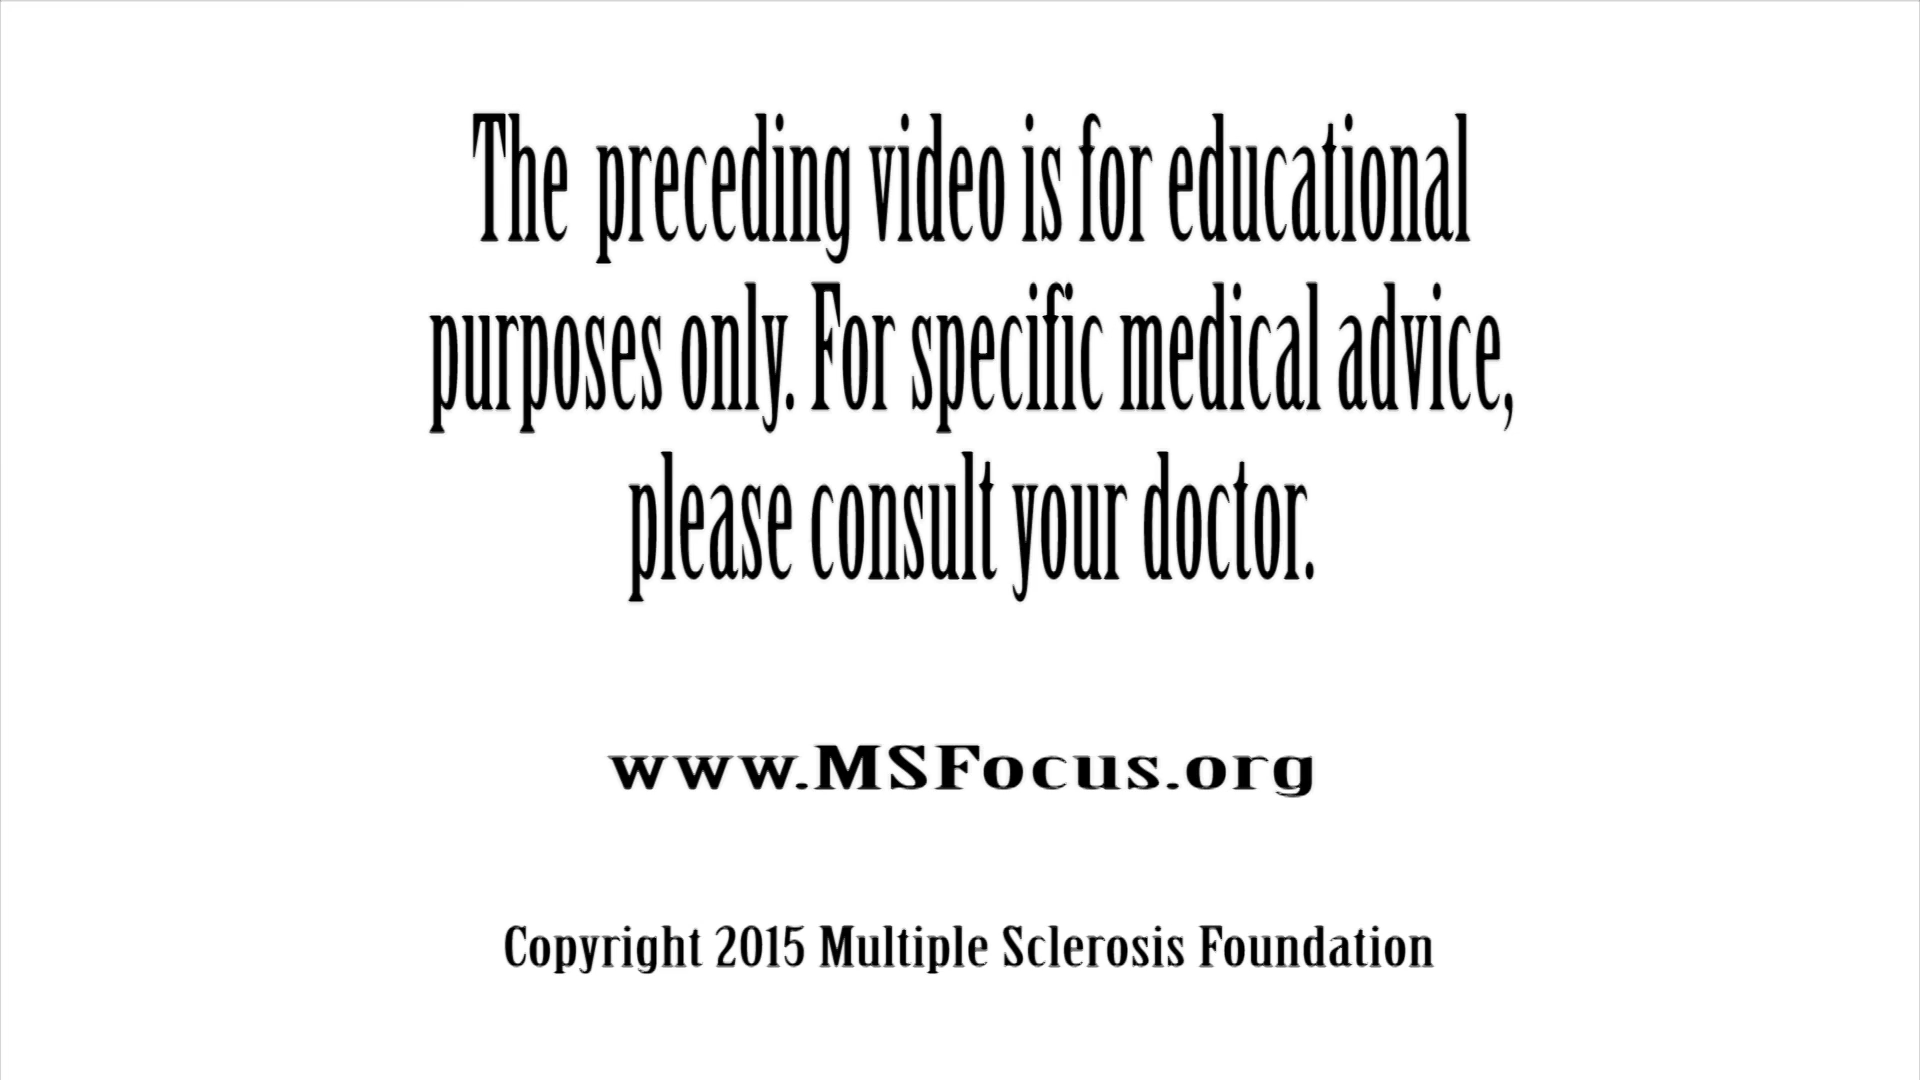 The preceding video is for educational
purposes only. For specific medical advice,
please consult your doctor.
www.MSFocus.org
Copyright 2015 Multiple Sclerosis Foundation